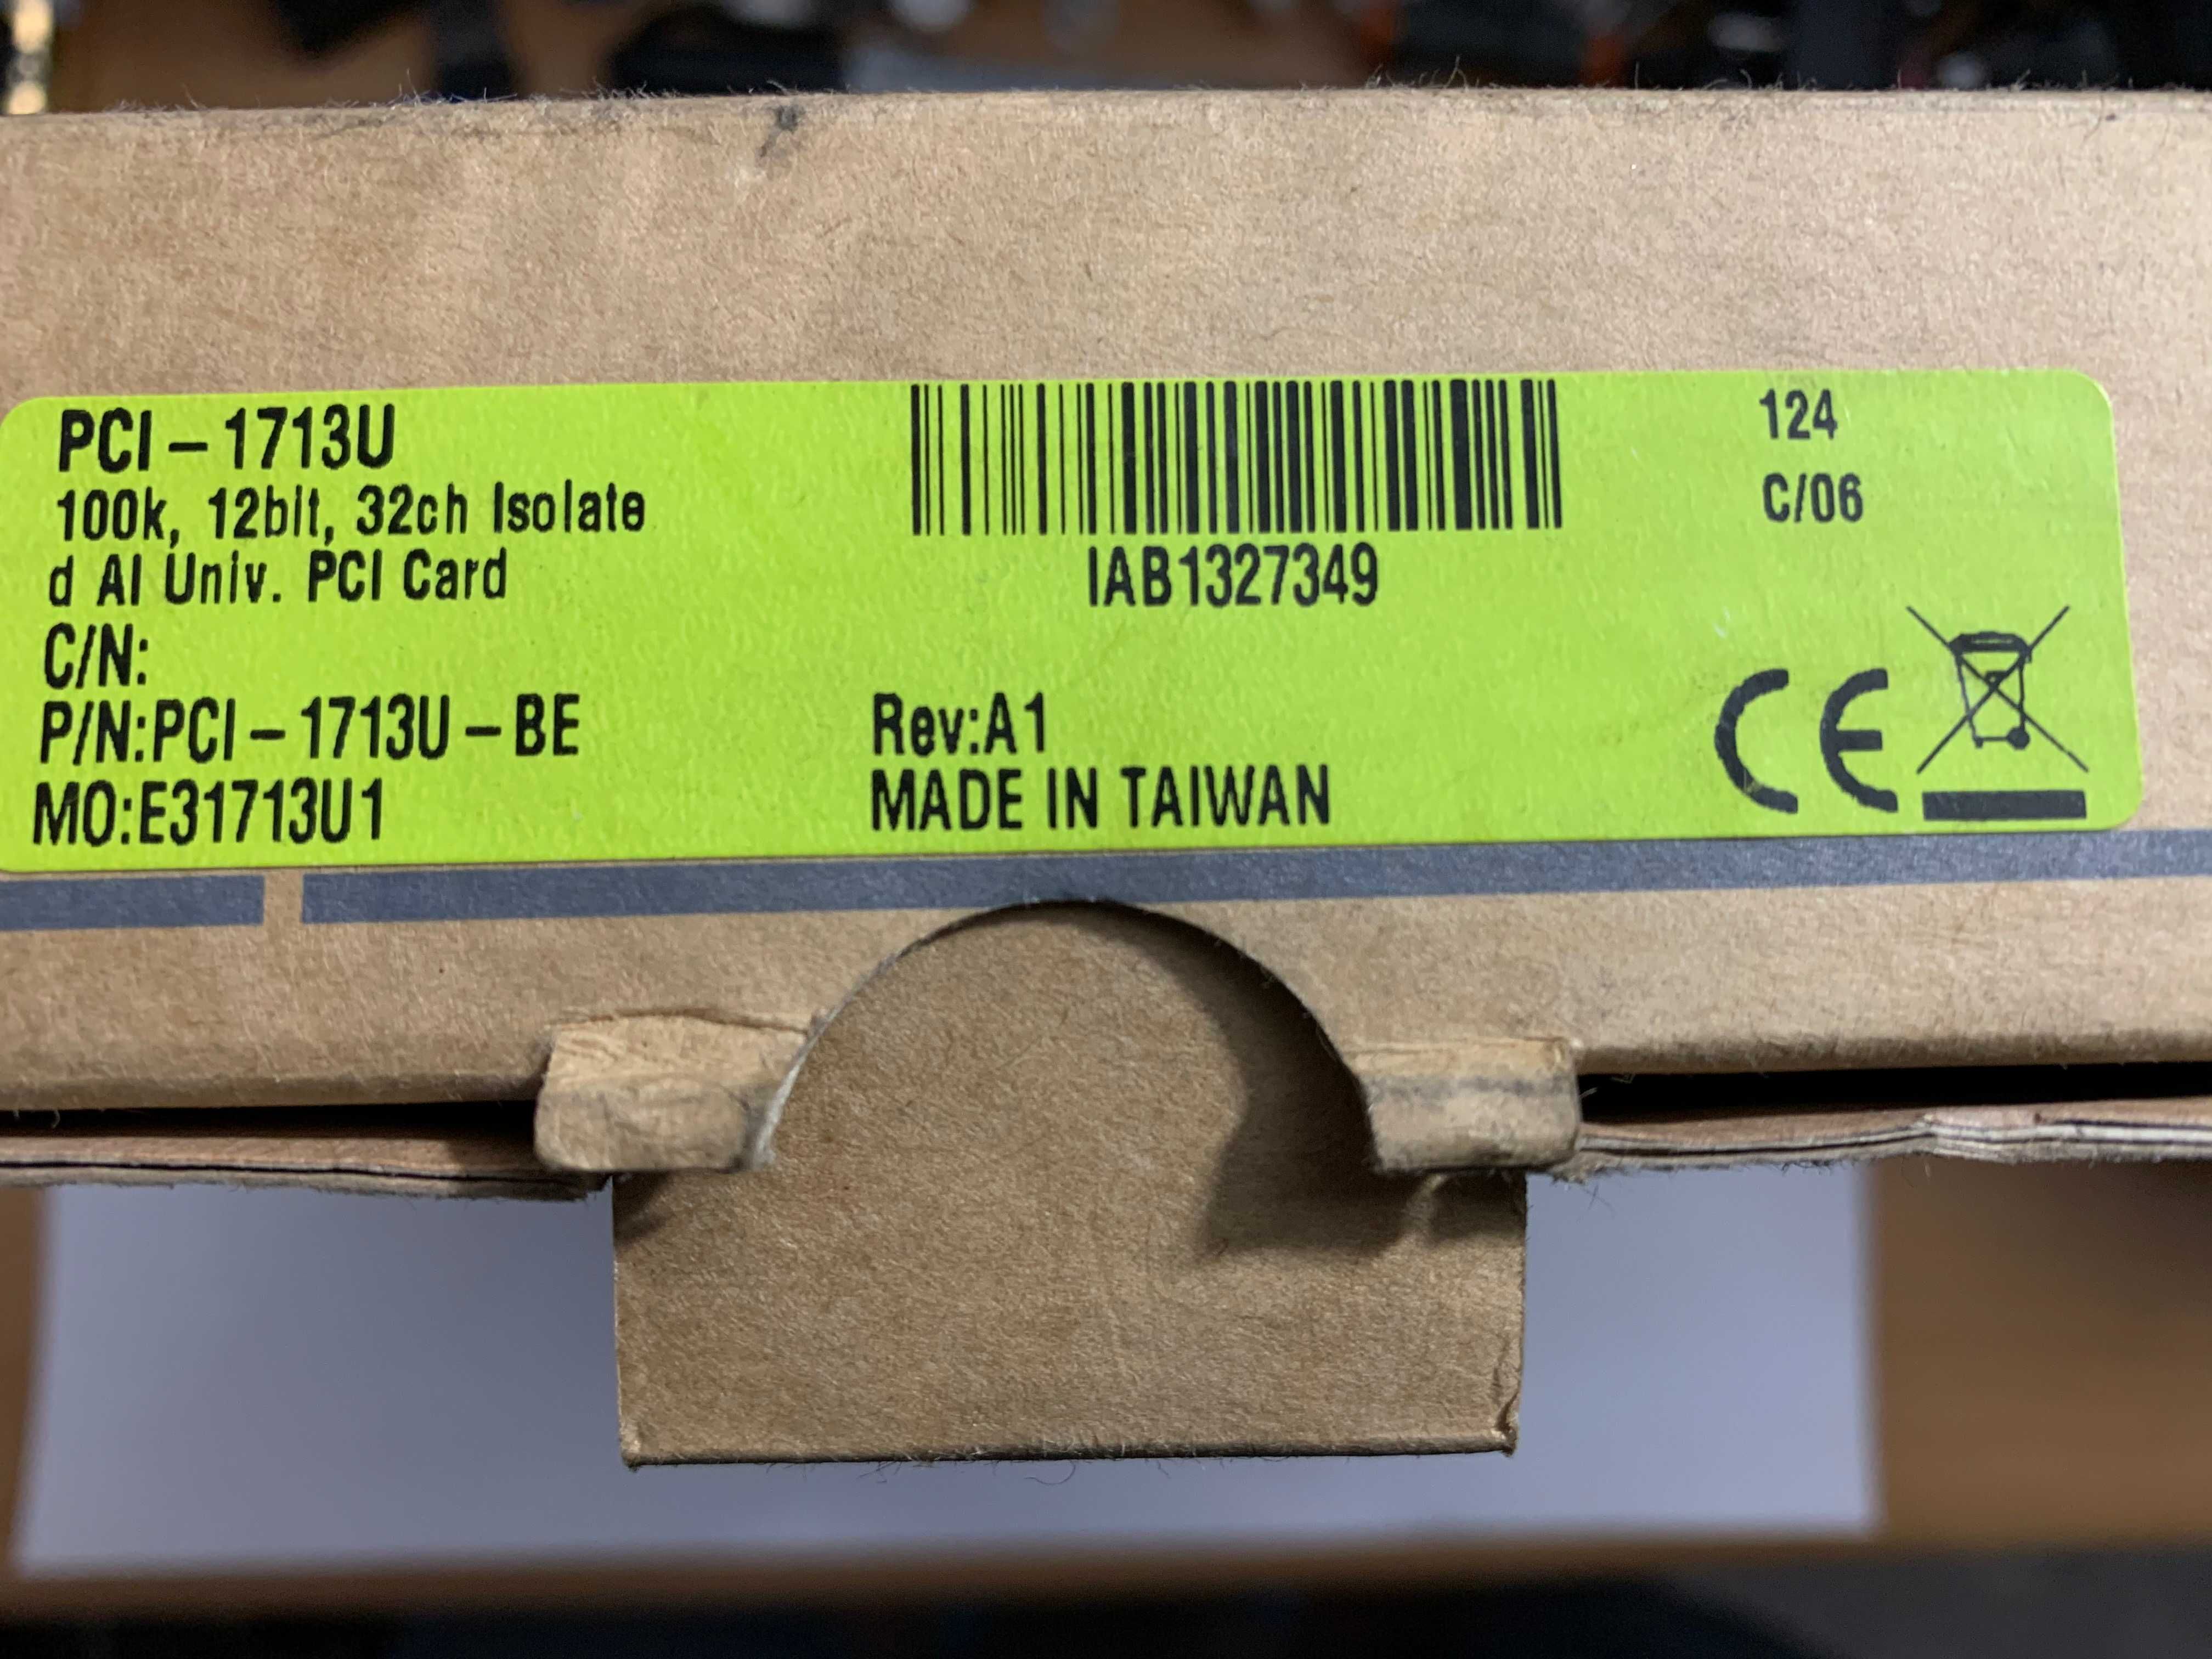 PCI-1713U
100k, 12bit, 32ch Isolate
d AI Univ. PCI Card
C/N:
P/N:PCI-1713U-BE
MO:E31713U1
IAB1327349
Rev:A1
MADE IN TAIWAN
124
C/06
CE